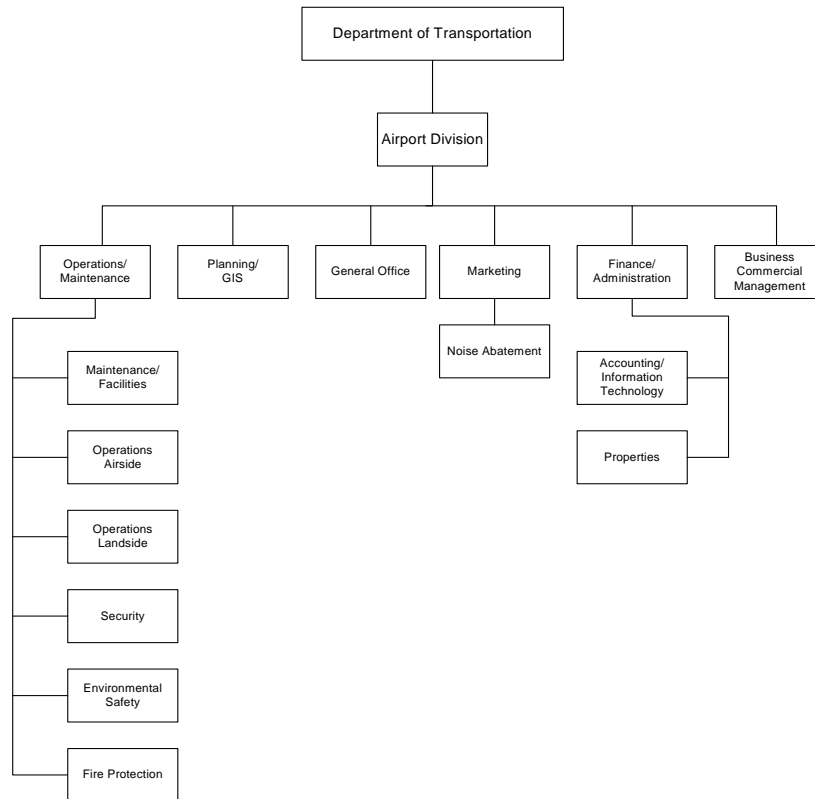 Department of Transportation
Airport Division
Operations/
Maintenance
Planning/
GIS
General Office
Marketing
Finance/
Administration
Business
Commercial
Management
Noise Abatement
Maintenance/
Facilities
Accounting/
Information
Technology
Operations
Airside
Properties
Operations
Landside
Security
Environmental
Safety
Fire Protection